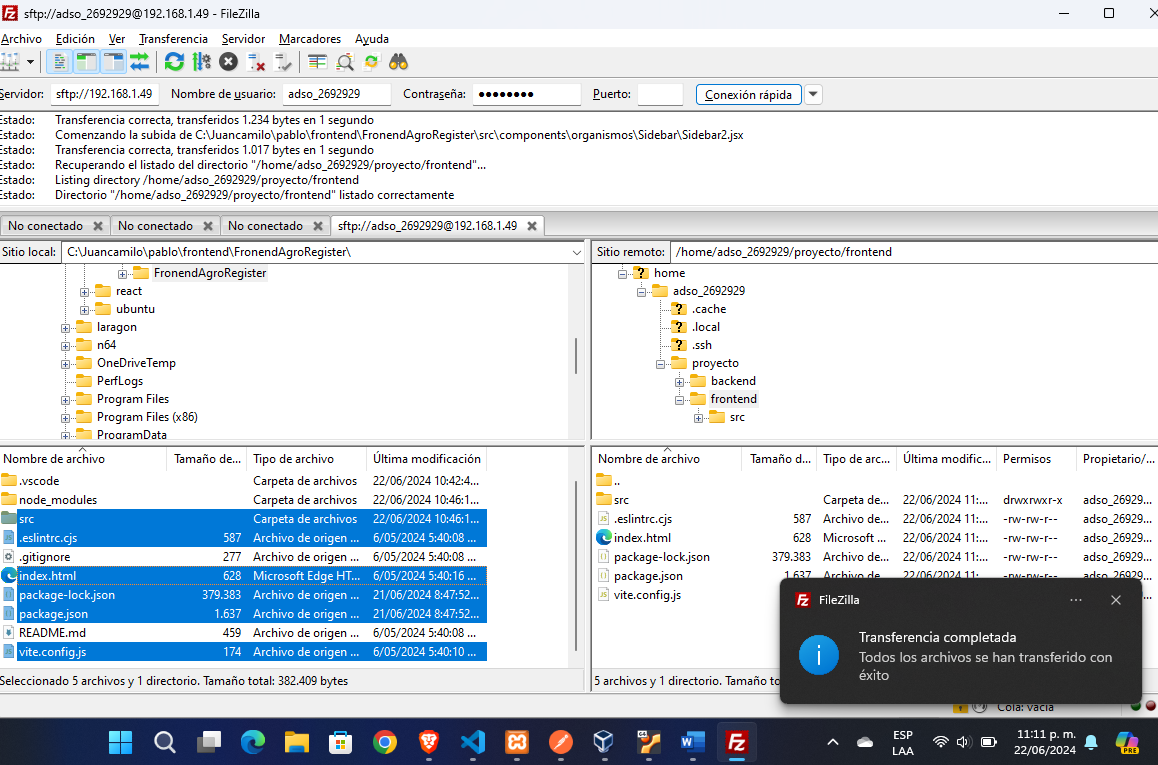 sftp://adso_2692929@192.168.1.49 - FileZilla
Archivo Edición Ver Transferencia Servidor Marcadores Ayuda
Servidor: sftp://192.168.1.49 Nombre de usuario: adso_2692929 Contraseña: ●●●●●●●● Puerto: Conexión rápida
Estado: Transferencia correcta, transferidos 1.234 bytes en 1 segundo
Estado: Comenzando la subida de C:\Juancamilo\pablo\frontend\FronendAgroRegister\src\components\organismos\Sidebar\Sidebar2.jsx
Estado: Transferencia correcta, transferidos 1.017 bytes en 1 segundo
Estado: Recuperando el listado del directorio "/home/adso_2692929/proyecto/frontend"...
Estado: Listing directory /home/adso_2692929/proyecto/frontend
Estado: Directorio "/home/adso_2692929/proyecto/frontend" listado correctamente
No conectado No conectado No conectado sftp://adso_2692929@192.168.1.49
Sitio local: C:\Juancamilo\pablo\frontend\FronendAgroRegister\
FronendAgroRegister
react
ubuntu
laragon
n64
OneDriveTemp
PerfLogs
Program Files
Program Files (x86)
ProgramData
Sitio remoto: /home/adso_2692929/proyecto/frontend
home
adso_2692929
.cache
.local
.ssh
proyecto
backend
frontend
src
Nombre de archivo Tamaño de... Tipo de archivo Última modificación
.vscode Carpeta de archivos 22/06/2024 10:42:4...
node_modules Carpeta de archivos 22/06/2024 10:46:1...
src Carpeta de archivos 22/06/2024 10:46:1...
.eslintrc.cjs 587 Archivo de origen ... 6/05/2024 5:40:08 ...
.gitignore 277 Archivo de origen ... 6/05/2024 5:40:08 ...
index.html 628 Microsoft Edge HT... 6/05/2024 5:40:16 ...
package-lock.json 379.383 Archivo de origen ... 21/06/2024 8:47:52...
package.json 1.637 Archivo de origen ... 21/06/2024 8:47:52...
README.md 459 Archivo de origen ... 6/05/2024 5:40:08 ...
vite.config.js 174 Archivo de origen ... 6/05/2024 5:40:10 ...
Seleccionado 5 archivos y 1 directorio. Tamaño total: 382.409 bytes
Nombre de archivo Tamaño d... Tipo de arc... Última modific... Permisos Propietario/...
..
src Carpeta de... 22/06/2024 11:... drwxrwxr-x adso_26929...
.eslintrc.cjs 587 Archivo de... 22/06/2024 11:... -rw-rw-r-- adso_26929...
index.html 628 Microsoft ... 22/06/2024 11:... -rw-rw-r-- adso_26929...
package-lock.json 379.383 Archivo de... 22/06/2024 11:... -rw-rw-r-- adso_26929...
package.json 1.637 Archivo de... 22/06/2024 11:... -rw-rw-r-- adso_26929...
vite.config.js
5 archivos y 1 directorio. Tamaño to
FileZilla
Transferencia completada
Todos los archivos se han transferido con
éxito
Cola: vacía
ESP
LAA
11:11 p. m.
22/06/2024
PRE